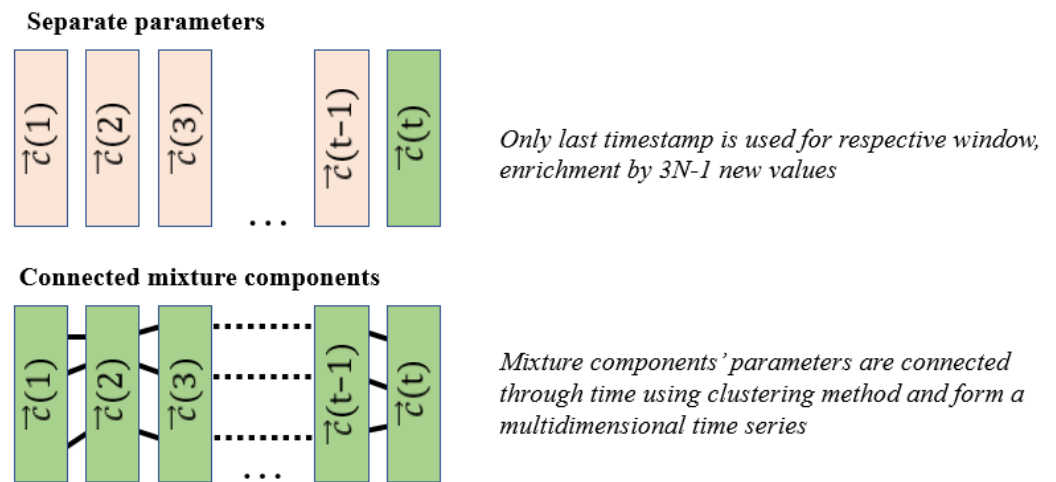 Separate parameters
c⃗(1)
c⃗(2)
c⃗(3)
...
c⃗(t−1)
c⃗(t)
Only last timestamp is used for respective window,
enrichment by 3N-1 new values
Connected mixture components
c⃗(1)
c⃗(2)
c⃗(3)
...
c⃗(t−1)
c⃗(t)
Mixture components’ parameters are connected
through time using clustering method and form a
multidimensional time series